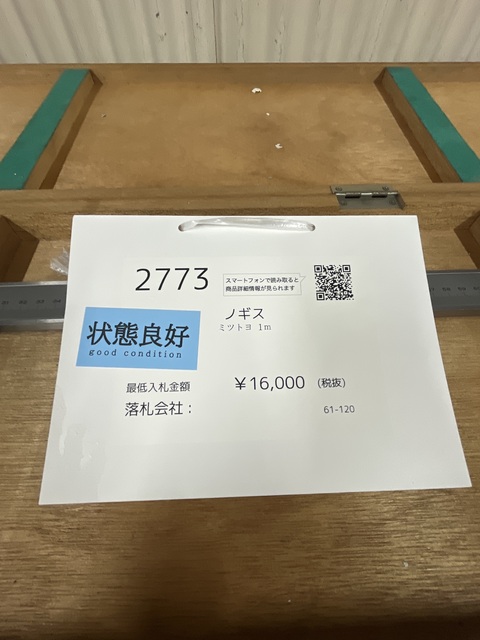 2773
スマートフォンで読み取ると
商品詳細情報が見られます
状態良好
good condition
ノギス
ミツトヨ 1m
最低入札金額 ￥16,000 (税抜)
落札会社：
61-120